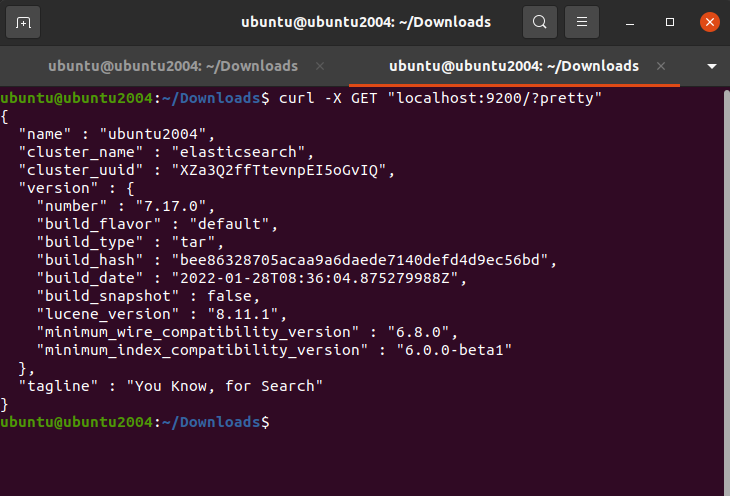 ubuntu@ubuntu2004: ~/Downloads
ubuntu@ubuntu2004: ~/Downloads
ubuntu@ubuntu2004: ~/Downloads
ubuntu@ubuntu2004:~/Downloads$ curl -X GET "localhost:9200/?pretty"
{
  "name" : "ubuntu2004",
  "cluster_name" : "elasticsearch",
  "cluster_uuid" : "XZa3Q2ffTtevnpEI5oGvIQ",
  "version" : {
    "number" : "7.17.0",
    "build_flavor" : "default",
    "build_type" : "tar",
    "build_hash" : "bee86328705acaa9a6daede7140defd4d9ec56bd",
    "build_date" : "2022-01-28T08:36:04.875279988Z",
    "build_snapshot" : false,
    "lucene_version" : "8.11.1",
    "minimum_wire_compatibility_version" : "6.8.0",
    "minimum_index_compatibility_version" : "6.0.0-beta1"
  },
  "tagline" : "You Know, for Search"
}
ubuntu@ubuntu2004:~/Downloads$